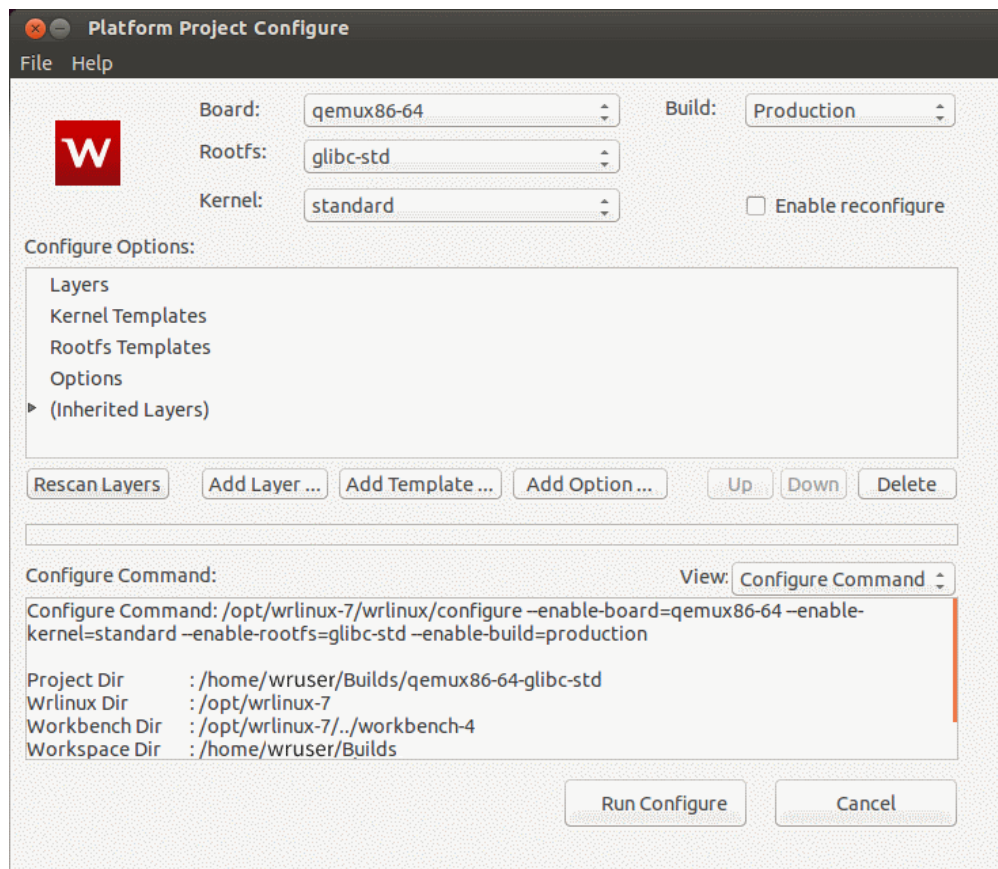 Platform Project Configure
File Help
Board: qemux86-64 Build: Production
Rootfs: glibc-std
Kernel: standard Enable reconfigure
Configure Options:
Layers
Kernel Templates
Rootfs Templates
Options
(Inherited Layers)
Rescan Layers Add Layer ... Add Template ... Add Option ... Up Down Delete
Configure Command: View: Configure Command
Configure Command: /opt/wrlinux-7/wrlinux/configure --enable-board=qemux86-64 --enable-
kernel=standard --enable-rootfs=glibc-std --enable-build=production
Project Dir : /home/wruser/Builds/qemux86-64-glibc-std
Wrlinux Dir : /opt/wrlinux-7
Workbench Dir : /opt/wrlinux-7/../workbench-4
Workspace Dir : /home/wruser/Builds
Run Configure Cancel